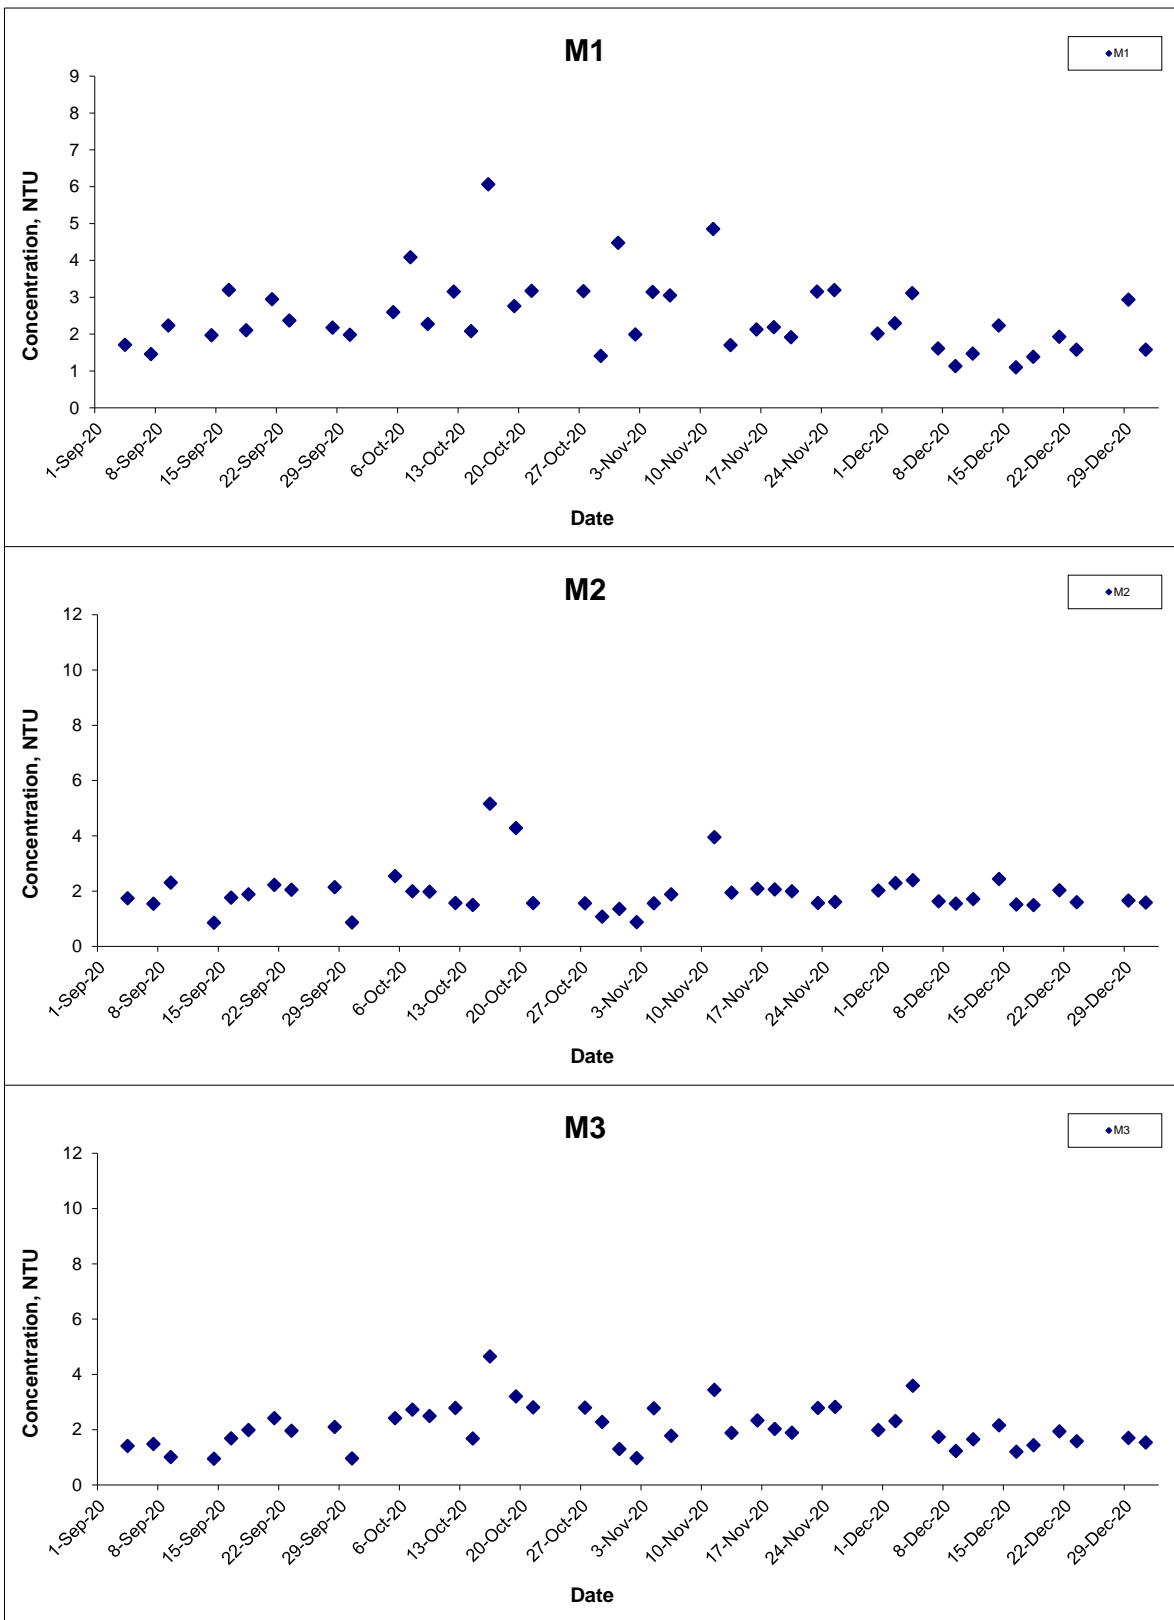 M1
M1
9
8
7
6
5
4
3
2
1
0
Concentration, NTU
1-Sep-20
8-Sep-20
15-Sep-20
22-Sep-20
29-Sep-20
6-Oct-20
13-Oct-20
20-Oct-20
27-Oct-20
3-Nov-20
10-Nov-20
17-Nov-20
24-Nov-20
1-Dec-20
8-Dec-20
15-Dec-20
22-Dec-20
29-Dec-20
Date
M2
M2
12
10
8
6
4
2
0
Concentration, NTU
1-Sep-20
8-Sep-20
15-Sep-20
22-Sep-20
29-Sep-20
6-Oct-20
13-Oct-20
20-Oct-20
27-Oct-20
3-Nov-20
10-Nov-20
17-Nov-20
24-Nov-20
1-Dec-20
8-Dec-20
15-Dec-20
22-Dec-20
29-Dec-20
Date
M3
M3
12
10
8
6
4
2
0
Concentration, NTU
1-Sep-20
8-Sep-20
15-Sep-20
22-Sep-20
29-Sep-20
6-Oct-20
13-Oct-20
20-Oct-20
27-Oct-20
3-Nov-20
10-Nov-20
17-Nov-20
24-Nov-20
1-Dec-20
8-Dec-20
15-Dec-20
22-Dec-20
29-Dec-20
Date